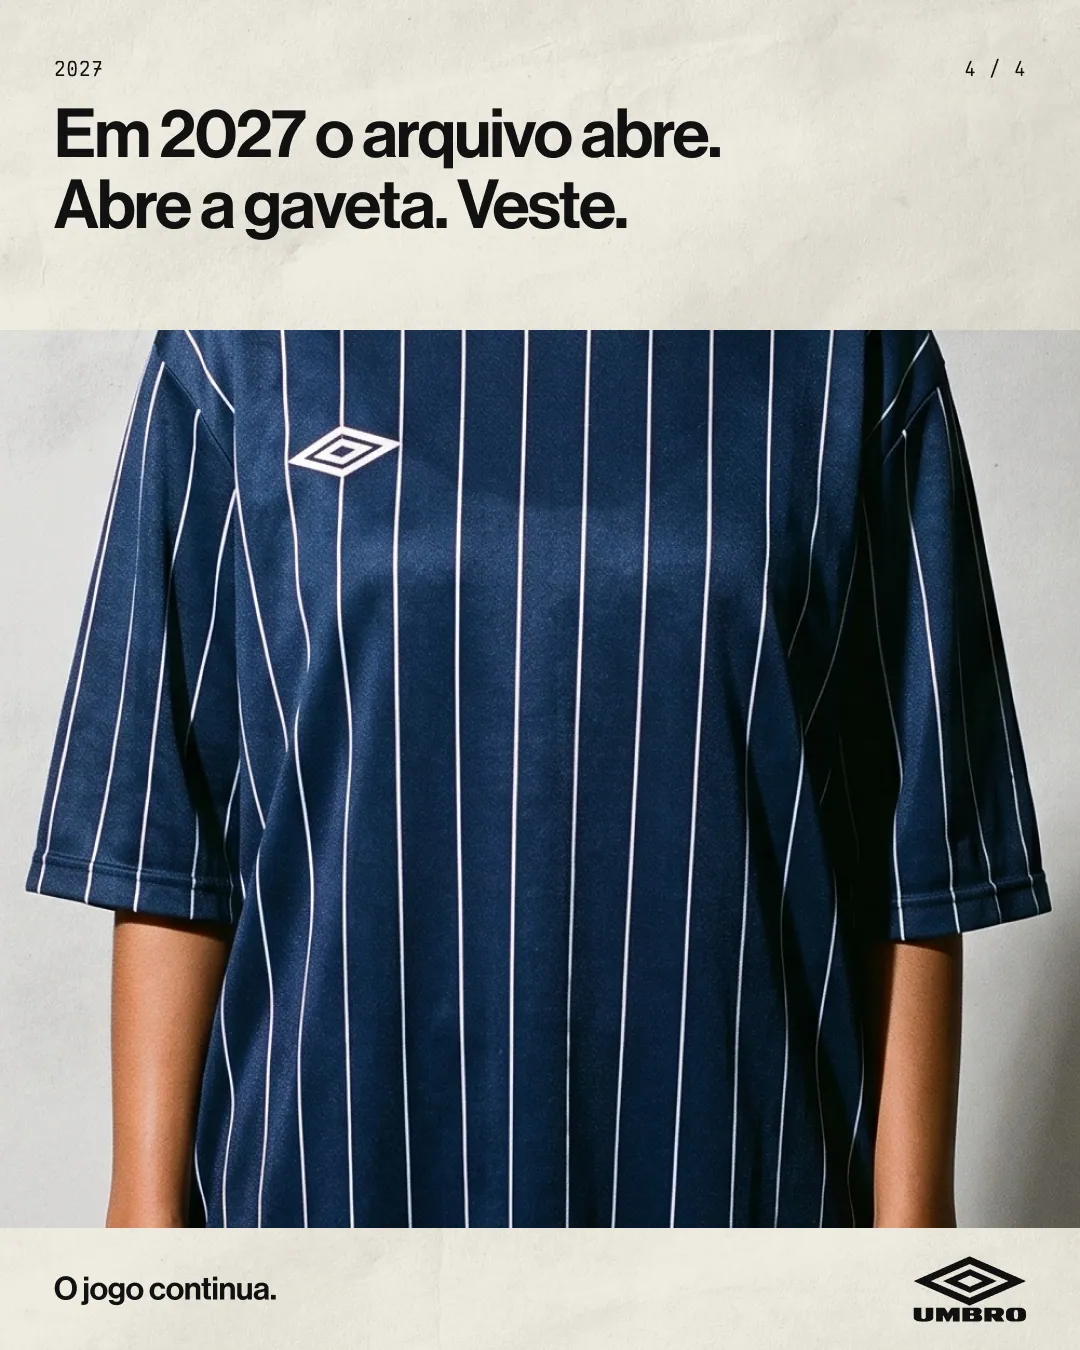 2027
4 / 4
Em 2027 o arquivo abre.
Abre a gaveta. Veste.
O jogo continua.
UMBRO